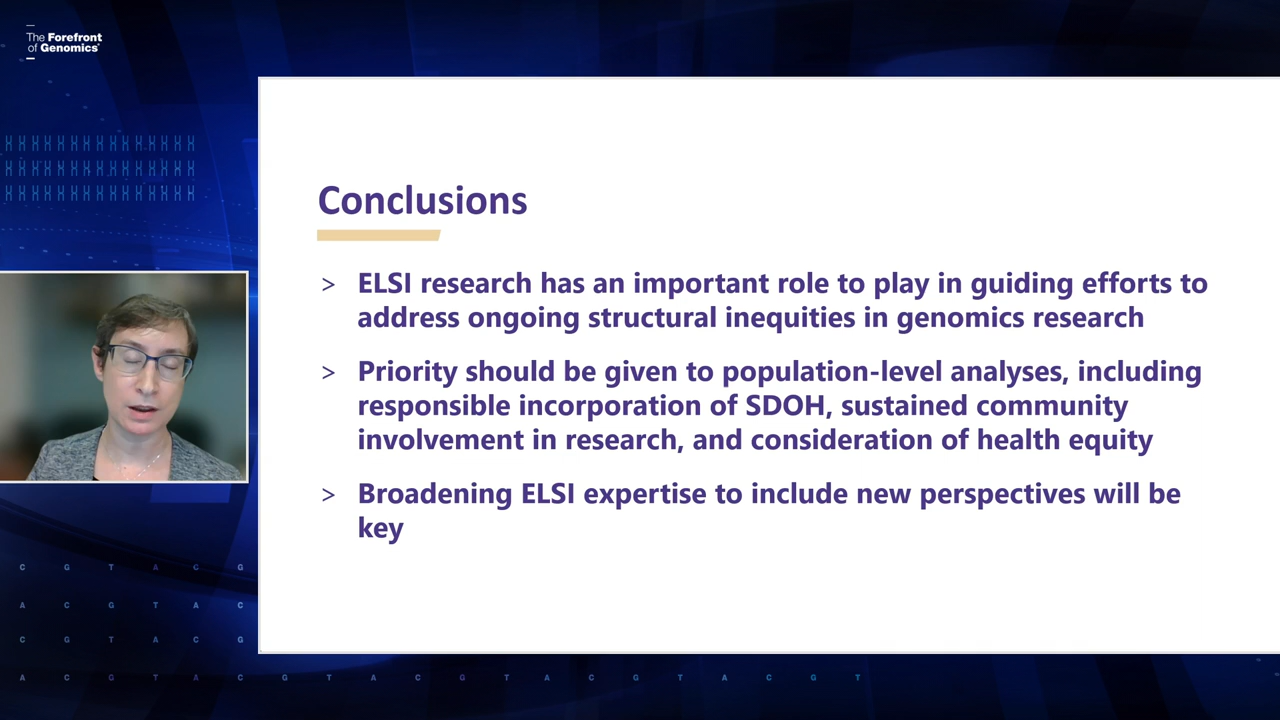 The Forefront
of Genomics®
Conclusions
> ELSI research has an important role to play in guiding efforts to
address ongoing structural inequities in genomics research
> Priority should be given to population-level analyses, including
responsible incorporation of SDOH, sustained community
involvement in research, and consideration of health equity
> Broadening ELSI expertise to include new perspectives will be
key
C G T A C G
A C G T A C
C G T A C G
A C G T A C G T A C G T A C G T A C G T